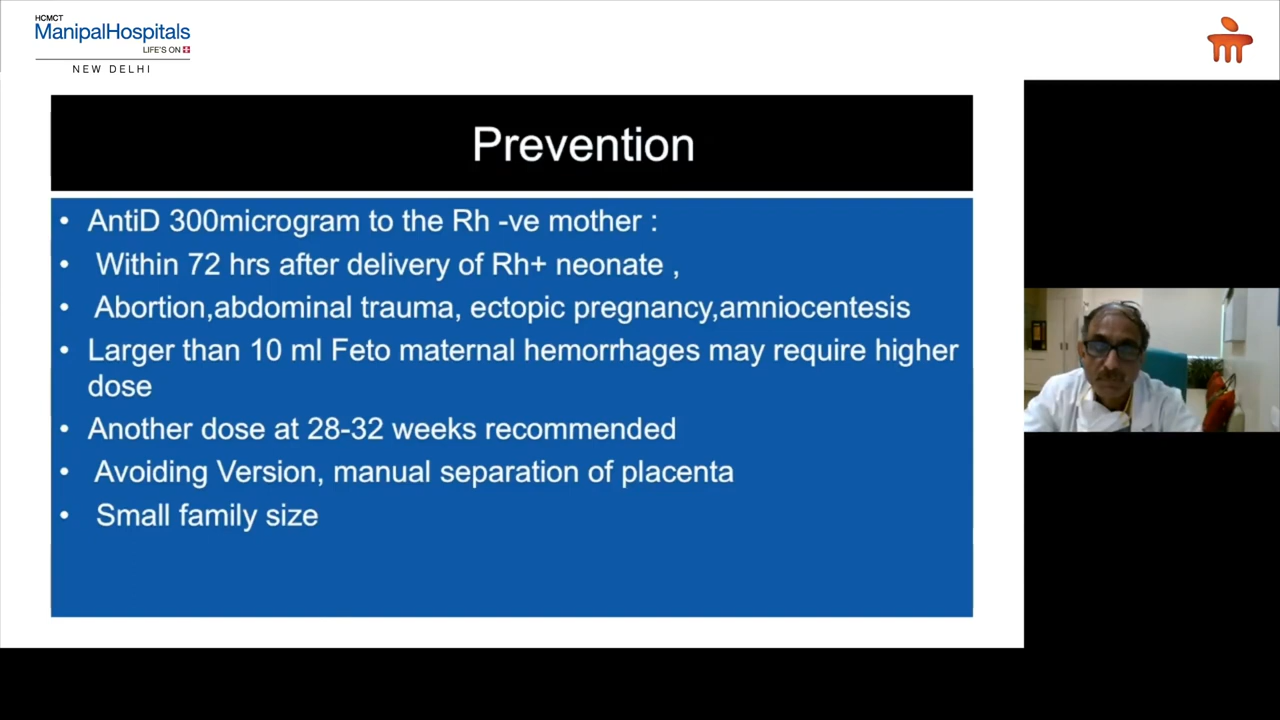 HCMCT
ManipalHospitals
LIFE'S ON
NEW DELHI
Prevention
• AntiD 300microgram to the Rh -ve mother :
• Within 72 hrs after delivery of Rh+ neonate ,
• Abortion,abdominal trauma, ectopic pregnancy,amniocentesis
• Larger than 10 ml Feto maternal hemorrhages may require higher
dose
• Another dose at 28-32 weeks recommended
• Avoiding Version, manual separation of placenta
• Small family size